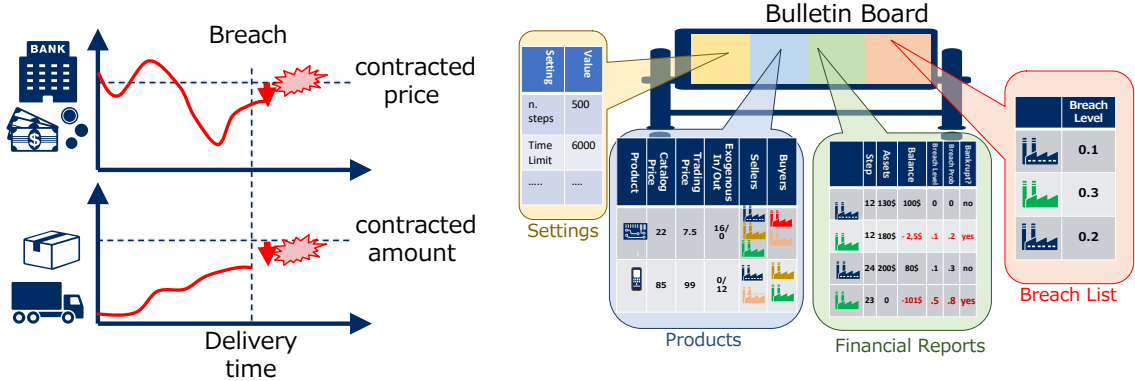 Breach
BANK
contracted
price
contracted
amount
Delivery
time
Bulletin Board
Setting Value
n. steps 500
Time Limit 6000
..... ....
Settings
Product Catalog Price Trading Price Exogenous In/Out Sellers Buyers
22 7.5 16/0
85 99 0/12
Products
Step Assets Balance Breach Level Breach Prob Bankrupt?
12 130$ 100$ 0 0 no
12 180$ - 2,5$ .1 .2 yes
24 200$ 80$ .1 .3 no
23 0 -101$ .5 .8 yes
Financial Reports
Breach
Level
0.1
0.3
0.2
Breach List